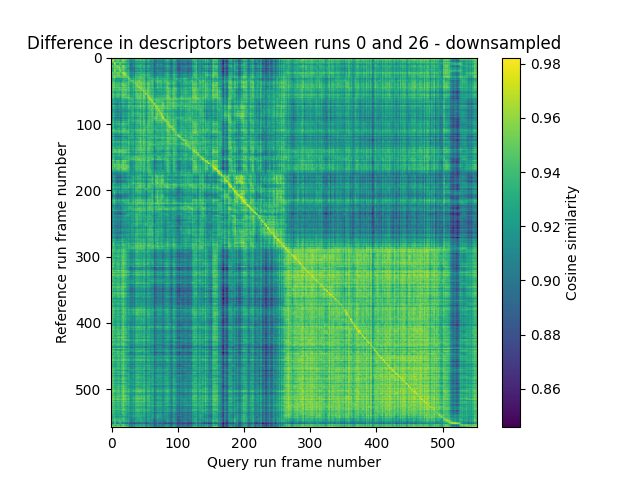 Difference in descriptors between runs 0 and 26 - downsampled
0
100
200
300
400
500
Reference run frame number
0 100 200 300 400 500
Query run frame number
0.98
0.96
0.94
0.92
0.90
0.88
0.86
Cosine similarity